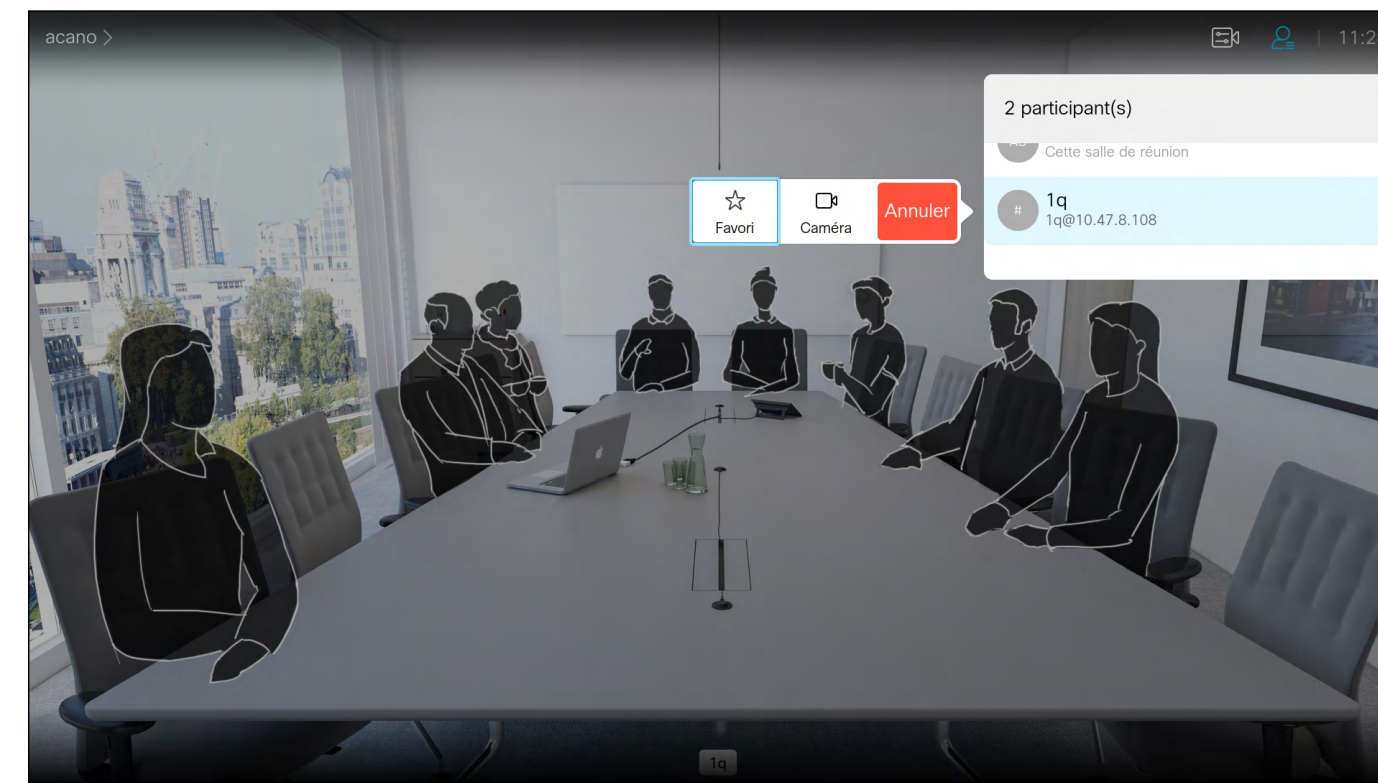 acano >
11:2
2 participant(s)
Cette salle de réunion
1q
1q@10.47.8.108
#
Favori
Caméra
Annuler
1q